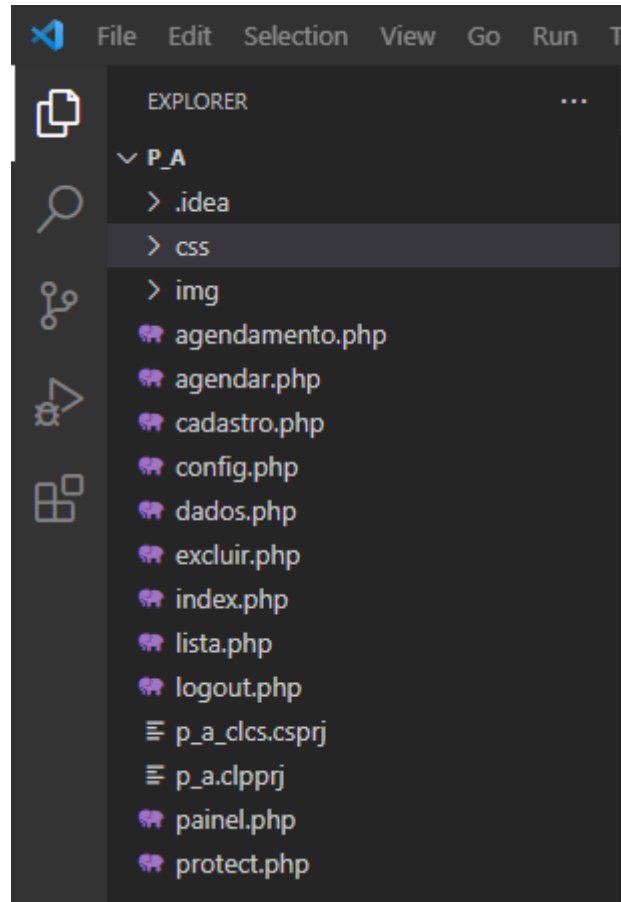 File Edit Selection View Go Run
EXPLORER ...
P_A
.idea
css
img
agendamento.php
agendar.php
cadastro.php
config.php
dados.php
excluir.php
index.php
lista.php
logout.php
p_a_clcs.csprj
p_a.clpprj
painel.php
protect.php